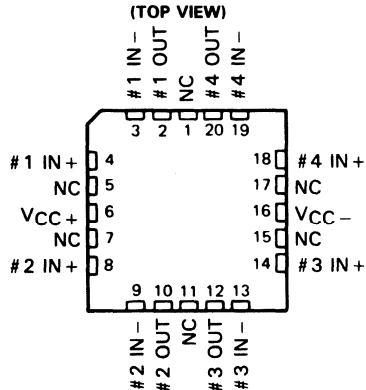 (TOP VIEW)
#1 IN−
#1 OUT
NC
#4 OUT
#4 IN−
3 2 1 20 19
#1 IN+ 4
NC 5
VCC+ 6
NC 7
#2 IN+ 8
18 #4 IN+
17 NC
16 VCC−
15 NC
14 #3 IN+
9 10 11 12 13
#2 IN−
#2 OUT
NC
#3 OUT
#3 IN−